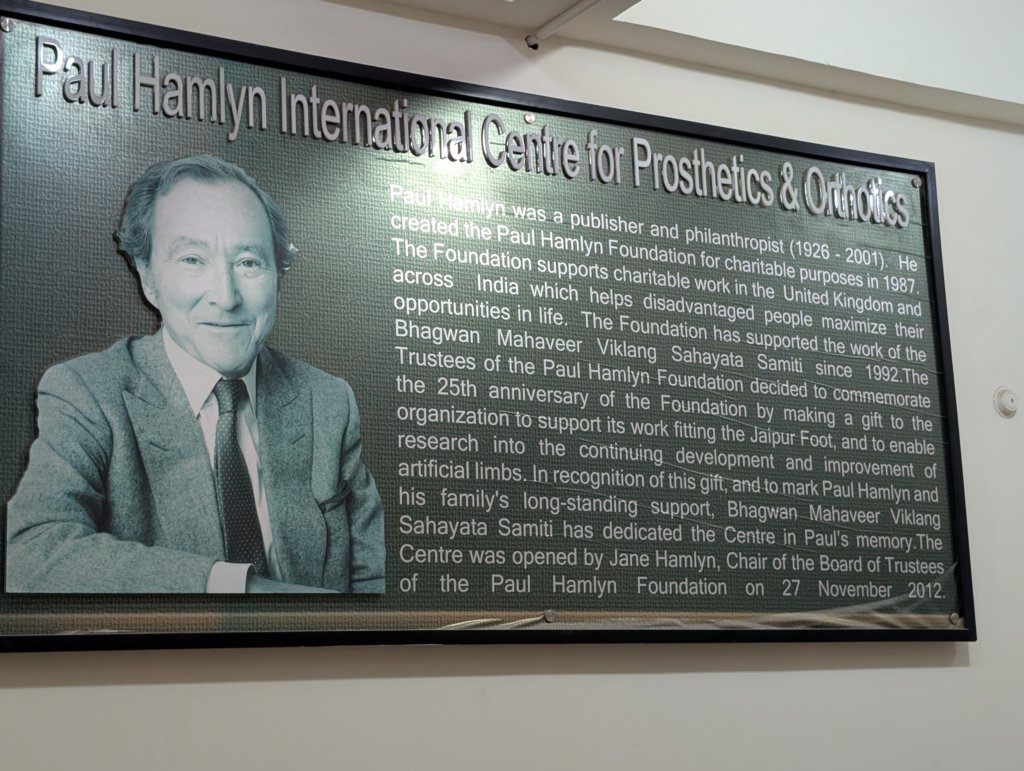 Paul Hamlyn International Centre for Prosthetics & Orthotics
Paul Hamlyn was a publisher and philanthropist (1926 - 2001). He
created the Paul Hamlyn Foundation for charitable purposes in 1987.
The Foundation supports charitable work in the United Kingdom and
across India which helps disadvantaged people maximize their
opportunities in life. The Foundation has supported the work of the
Bhagwan Mahaveer Viklang Sahayata Samiti since 1992.The
Trustees of the Paul Hamlyn Foundation decided to commemorate
the 25th anniversary of the Foundation by making a gift to the
organization to support its work fitting the Jaipur Foot, and to enable
research into the continuing development and improvement of
artificial limbs. In recognition of this gift, and to mark Paul Hamlyn and
his family's long-standing support, Bhagwan Mahaveer Viklang
Sahayata Samiti has dedicated the Centre in Paul's memory.The
Centre was opened by Jane Hamlyn, Chair of the Board of Trustees
of the Paul Hamlyn Foundation on 27 November 2012.